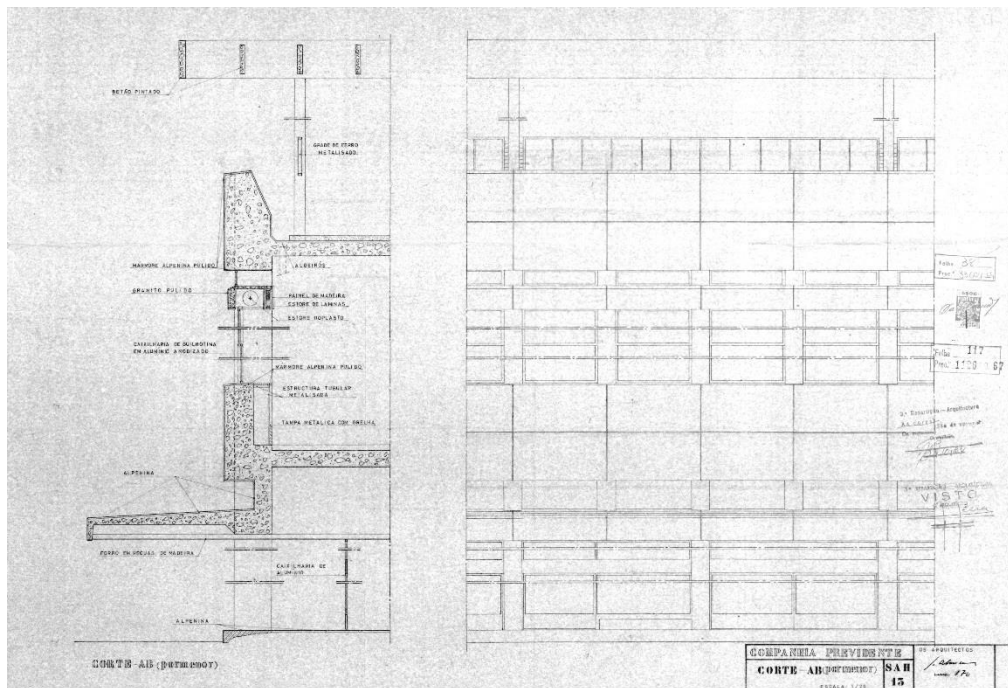 BETÃO PINTADO
GRADE DE FERRO
METALISADO
MARMORE ALPENINA POLIDO
ALGEIROZ
GRANITO POLIDO
PAINEL DE MADEIRA
ESTORE DE LAMINAS
ESTORE ROPLASTO
CAIXILHARIA DE GUILHOTINA
EM ALUMINIO ANODIZADO
MARMORE ALPENINA POLIDO
ESTRUCTURA TUBULAR
METALISADA
TAMPA METALICA COM GRELHA
ALPENINA
FORRO EM REGUAS DE MADEIRA
CAIXILHARIA DE
ALUMINIO
ALPENINA
CORTE-AB (pormenor)
Folha 117
VISTO
COMPANHIA PREVIDENTE
CORTE-AB (pormenor)
SAH
15
OS ARQUITECTOS